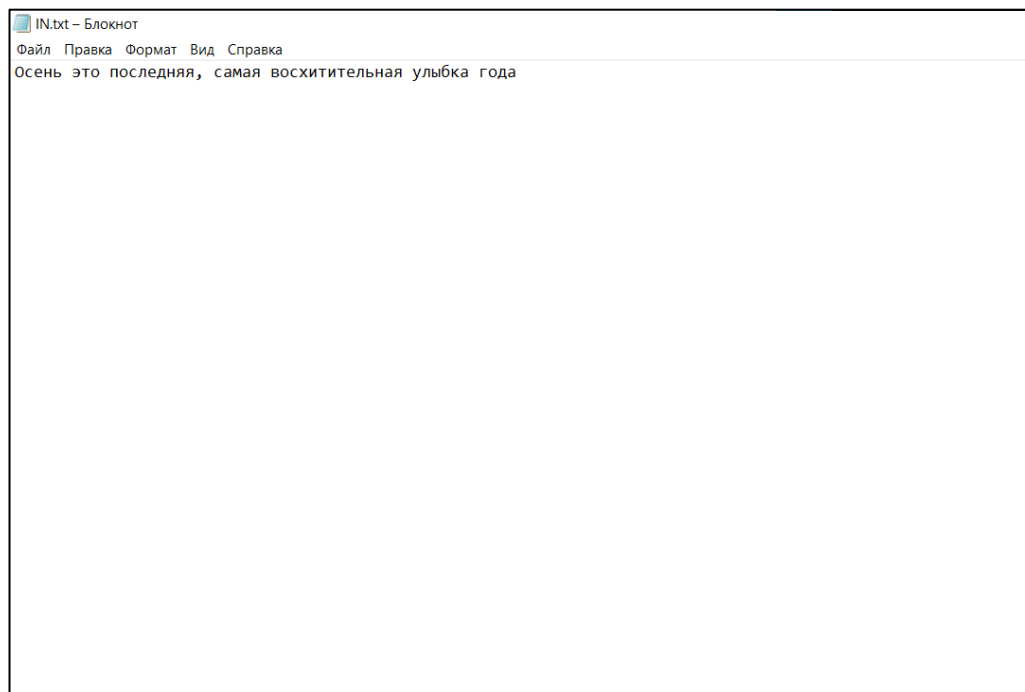 IN.txt – Блокнот
Файл Правка Формат Вид Справка
Осень это последняя, самая восхитительная улыбка года